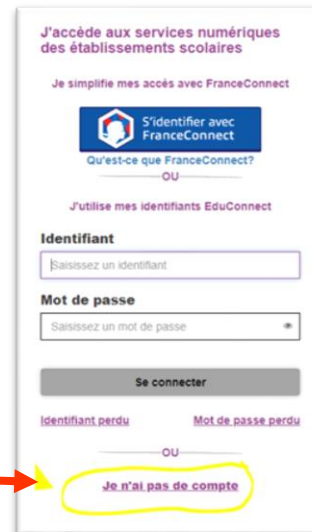 J'accède aux services numériques
des établissements scolaires
Je simplifie mes accès avec FranceConnect
S'identifier avec
FranceConnect
Qu'est-ce que FranceConnect?
OU
J'utilise mes identifiants EduConnect
Identifiant
Saisissez un identifiant
Mot de passe
Saisissez un mot de passe
Se connecter
Identifiant perdu
Mot de passe perdu
OU
Je n'ai pas de compte